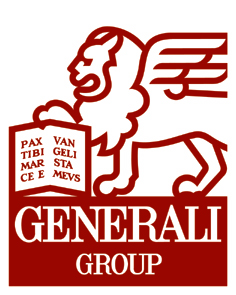 PAX
TIBI
MAR
CE E
VAN
GELI
STA
MEVS
GENERALI
GROUP